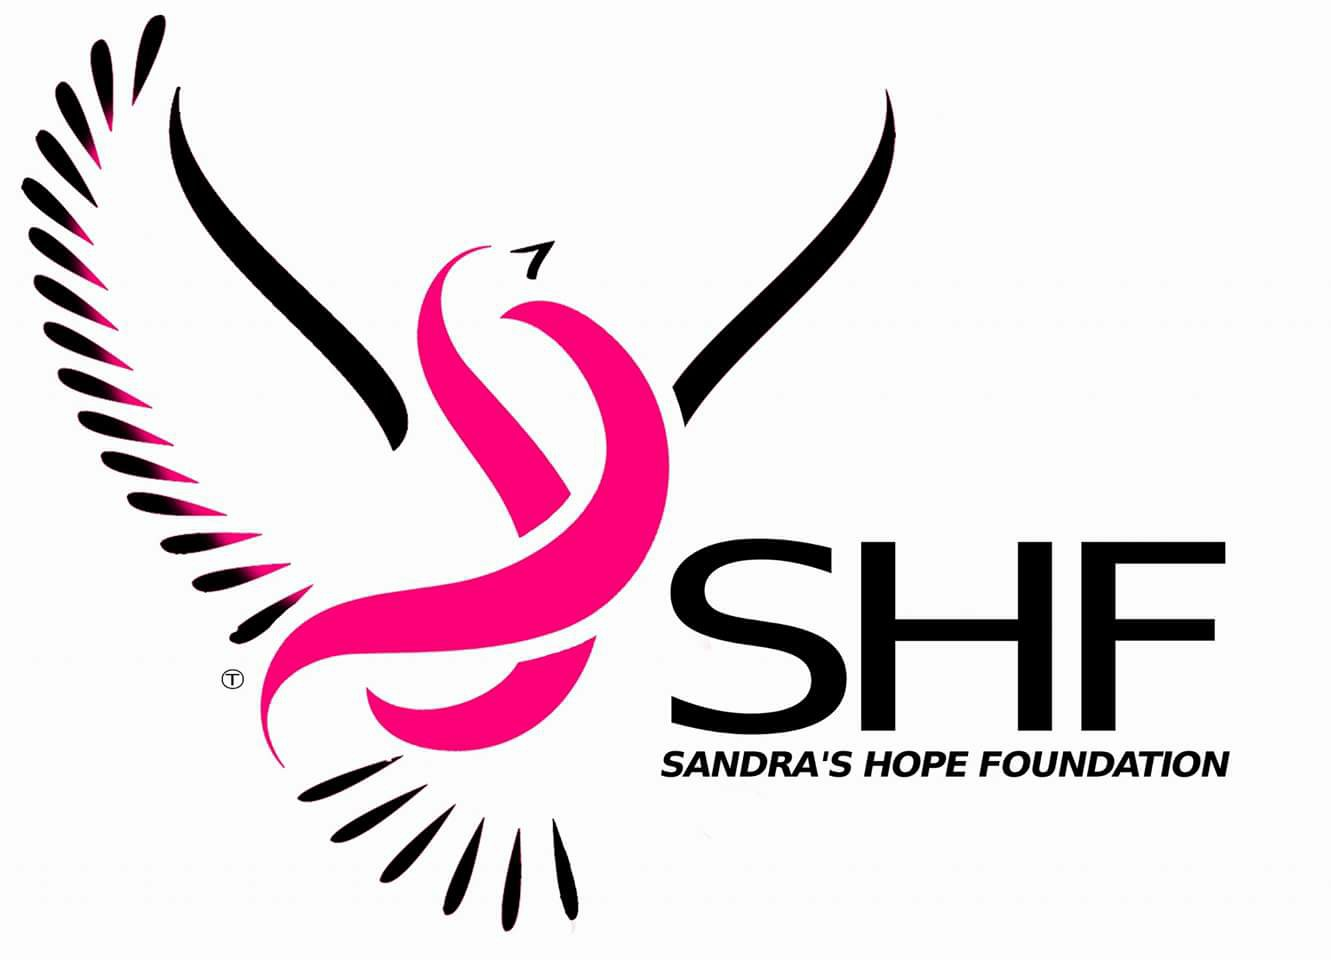 SHF
Ⓣ
SANDRA'S HOPE FOUNDATION